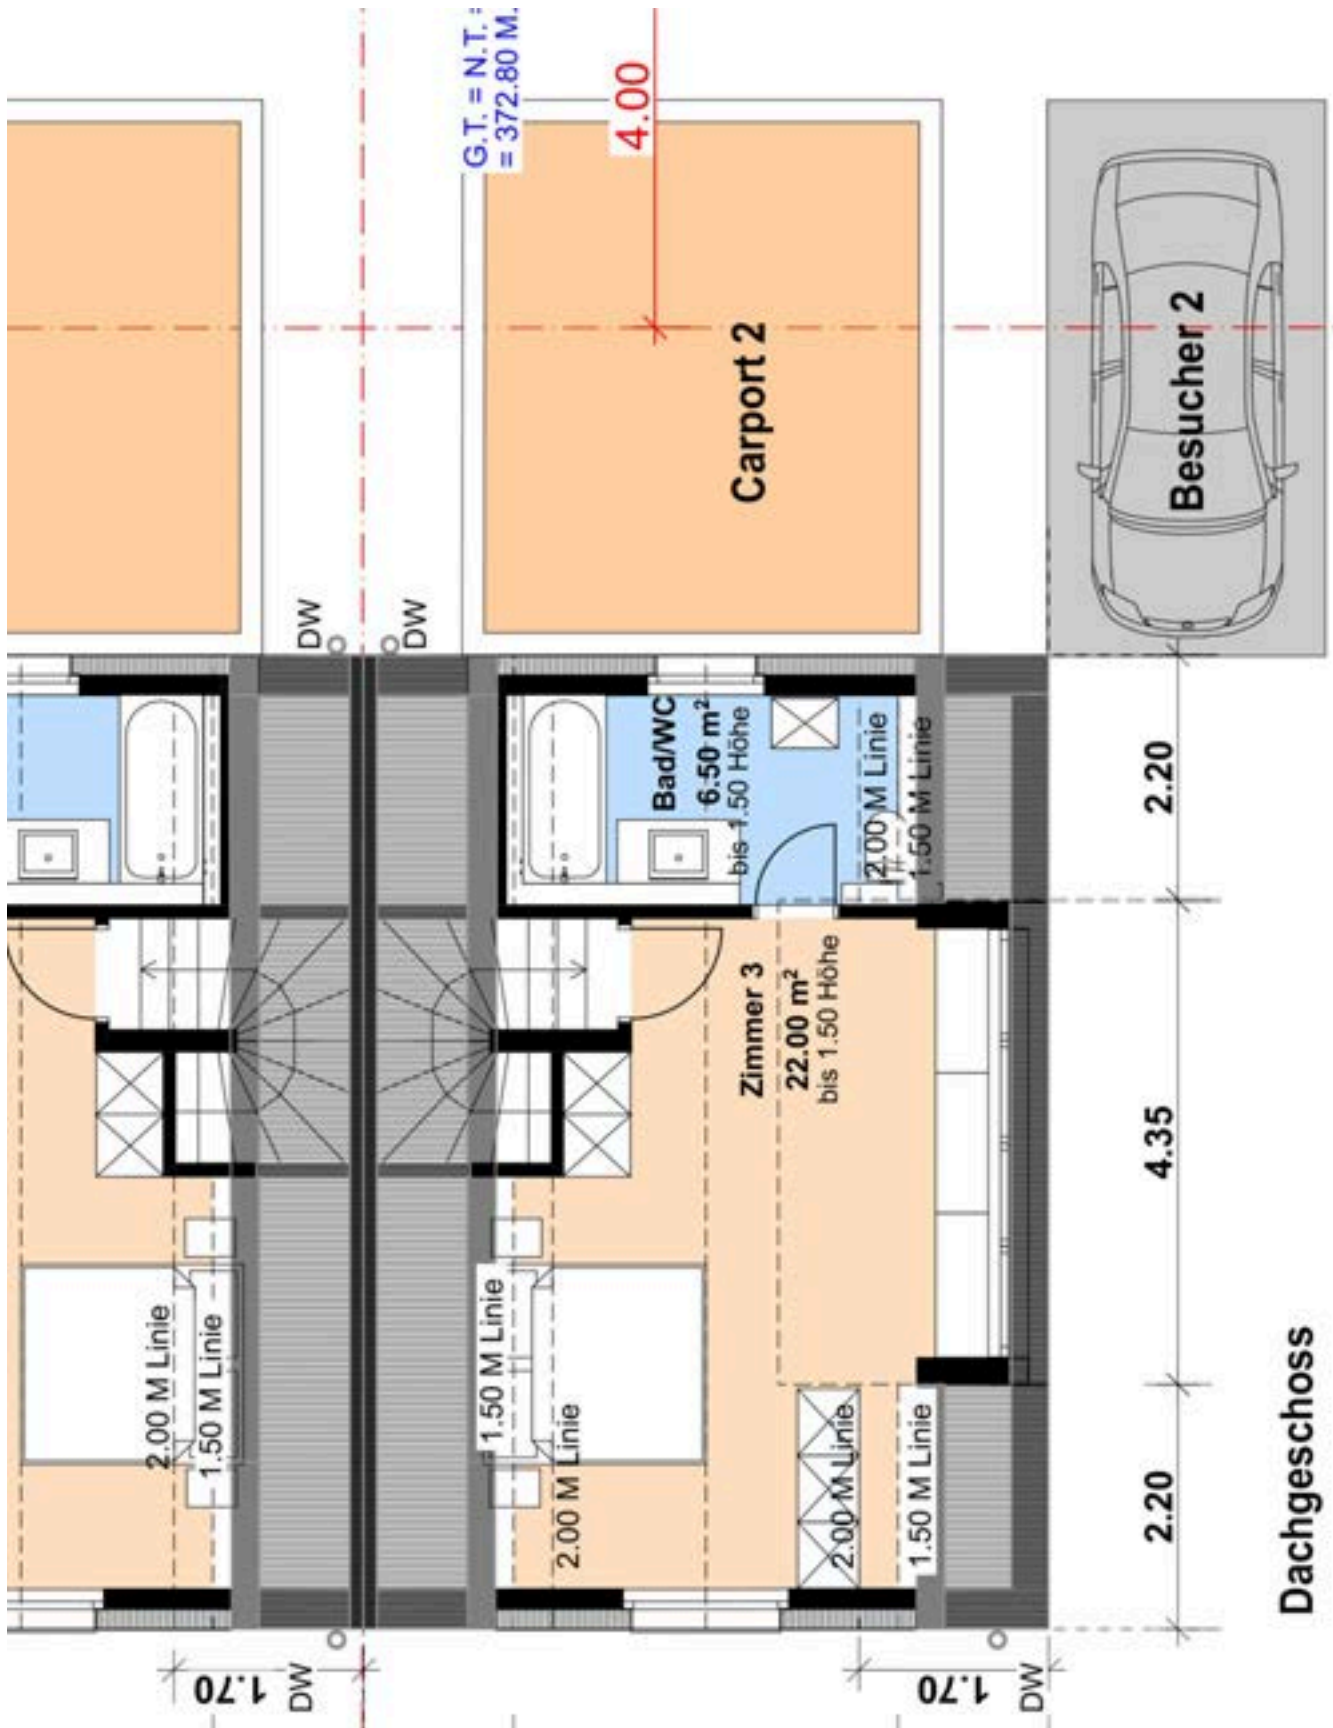 G.T. = N.T. =
= 372.80 M.
4.00
Carport 2
Besucher 2
DW
DW
Bad/WC
6.50 m²
bis 1.50 Höhe
2.00 M Linie
1.50 M Linie
2.20
Zimmer 3
22.00 m²
bis 1.50 Höhe
4.35
2.00 M Linie
1.50 M Linie
1.50 M Linie
2.00 M Linie
2.00 M Linie
1.50 M Linie
2.20
Dachgeschoss
1.70
DW
1.70
DW